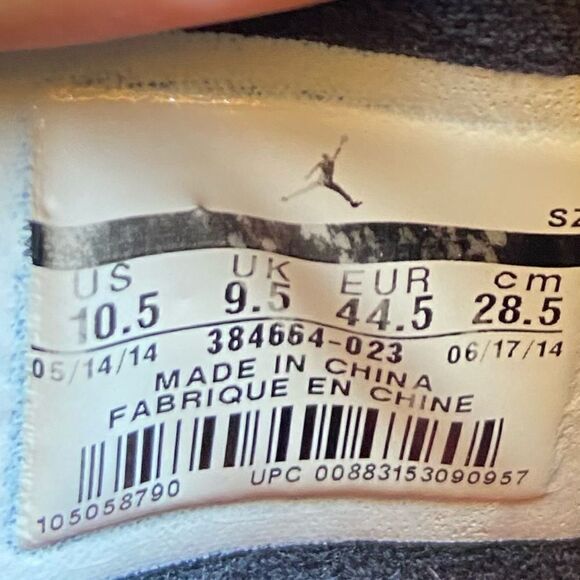 SZ
US UK EUR cm
10.5 9.5 44.5 28.5
05/14/14 384664-023 06/17/14
MADE IN CHINA
FABRIQUE EN CHINE
105058790 UPC 00883153090957